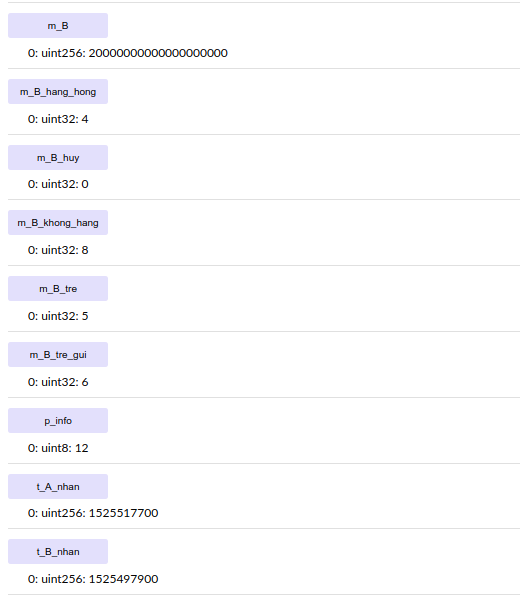 m_B
0: uint256: 20000000000000000000
m_B_hang_hong
0: uint32: 4
m_B_huy
0: uint32: 0
m_B_khong_hang
0: uint32: 8
m_B_tre
0: uint32: 5
m_B_tre_gui
0: uint32: 6
p_info
0: uint8: 12
t_A_nhan
0: uint256: 1525517700
t_B_nhan
0: uint256: 1525497900